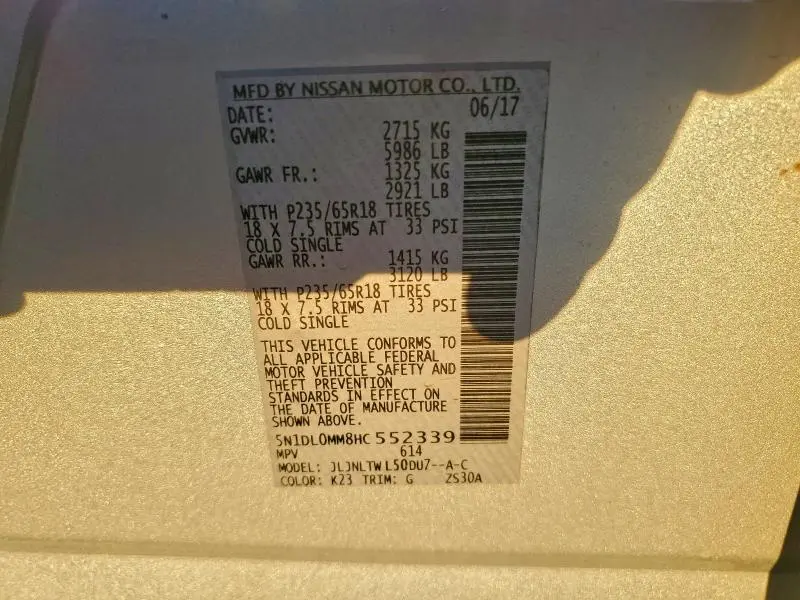 MFD BY NISSAN MOTOR CO., LTD.
DATE: 06/17
GVWR: 2715 KG
5986 LB
GAWR FR.: 1325 KG
2921 LB
WITH P235/65R18 TIRES
18 X 7.5 RIMS AT 33 PSI
COLD SINGLE
GAWR RR.: 1415 KG
3120 LB
WITH P235/65R18 TIRES
18 X 7.5 RIMS AT 33 PSI
COLD SINGLE
THIS VEHICLE CONFORMS TO
ALL APPLICABLE FEDERAL
MOTOR VEHICLE SAFETY AND
THEFT PREVENTION
STANDARDS IN EFFECT ON
THE DATE OF MANUFACTURE
SHOWN ABOVE.
5N1DL0MM8HC552339
MPV 614
MODEL: JLJNLTWL50DU7--A-C
COLOR: K23 TRIM: G ZS30A